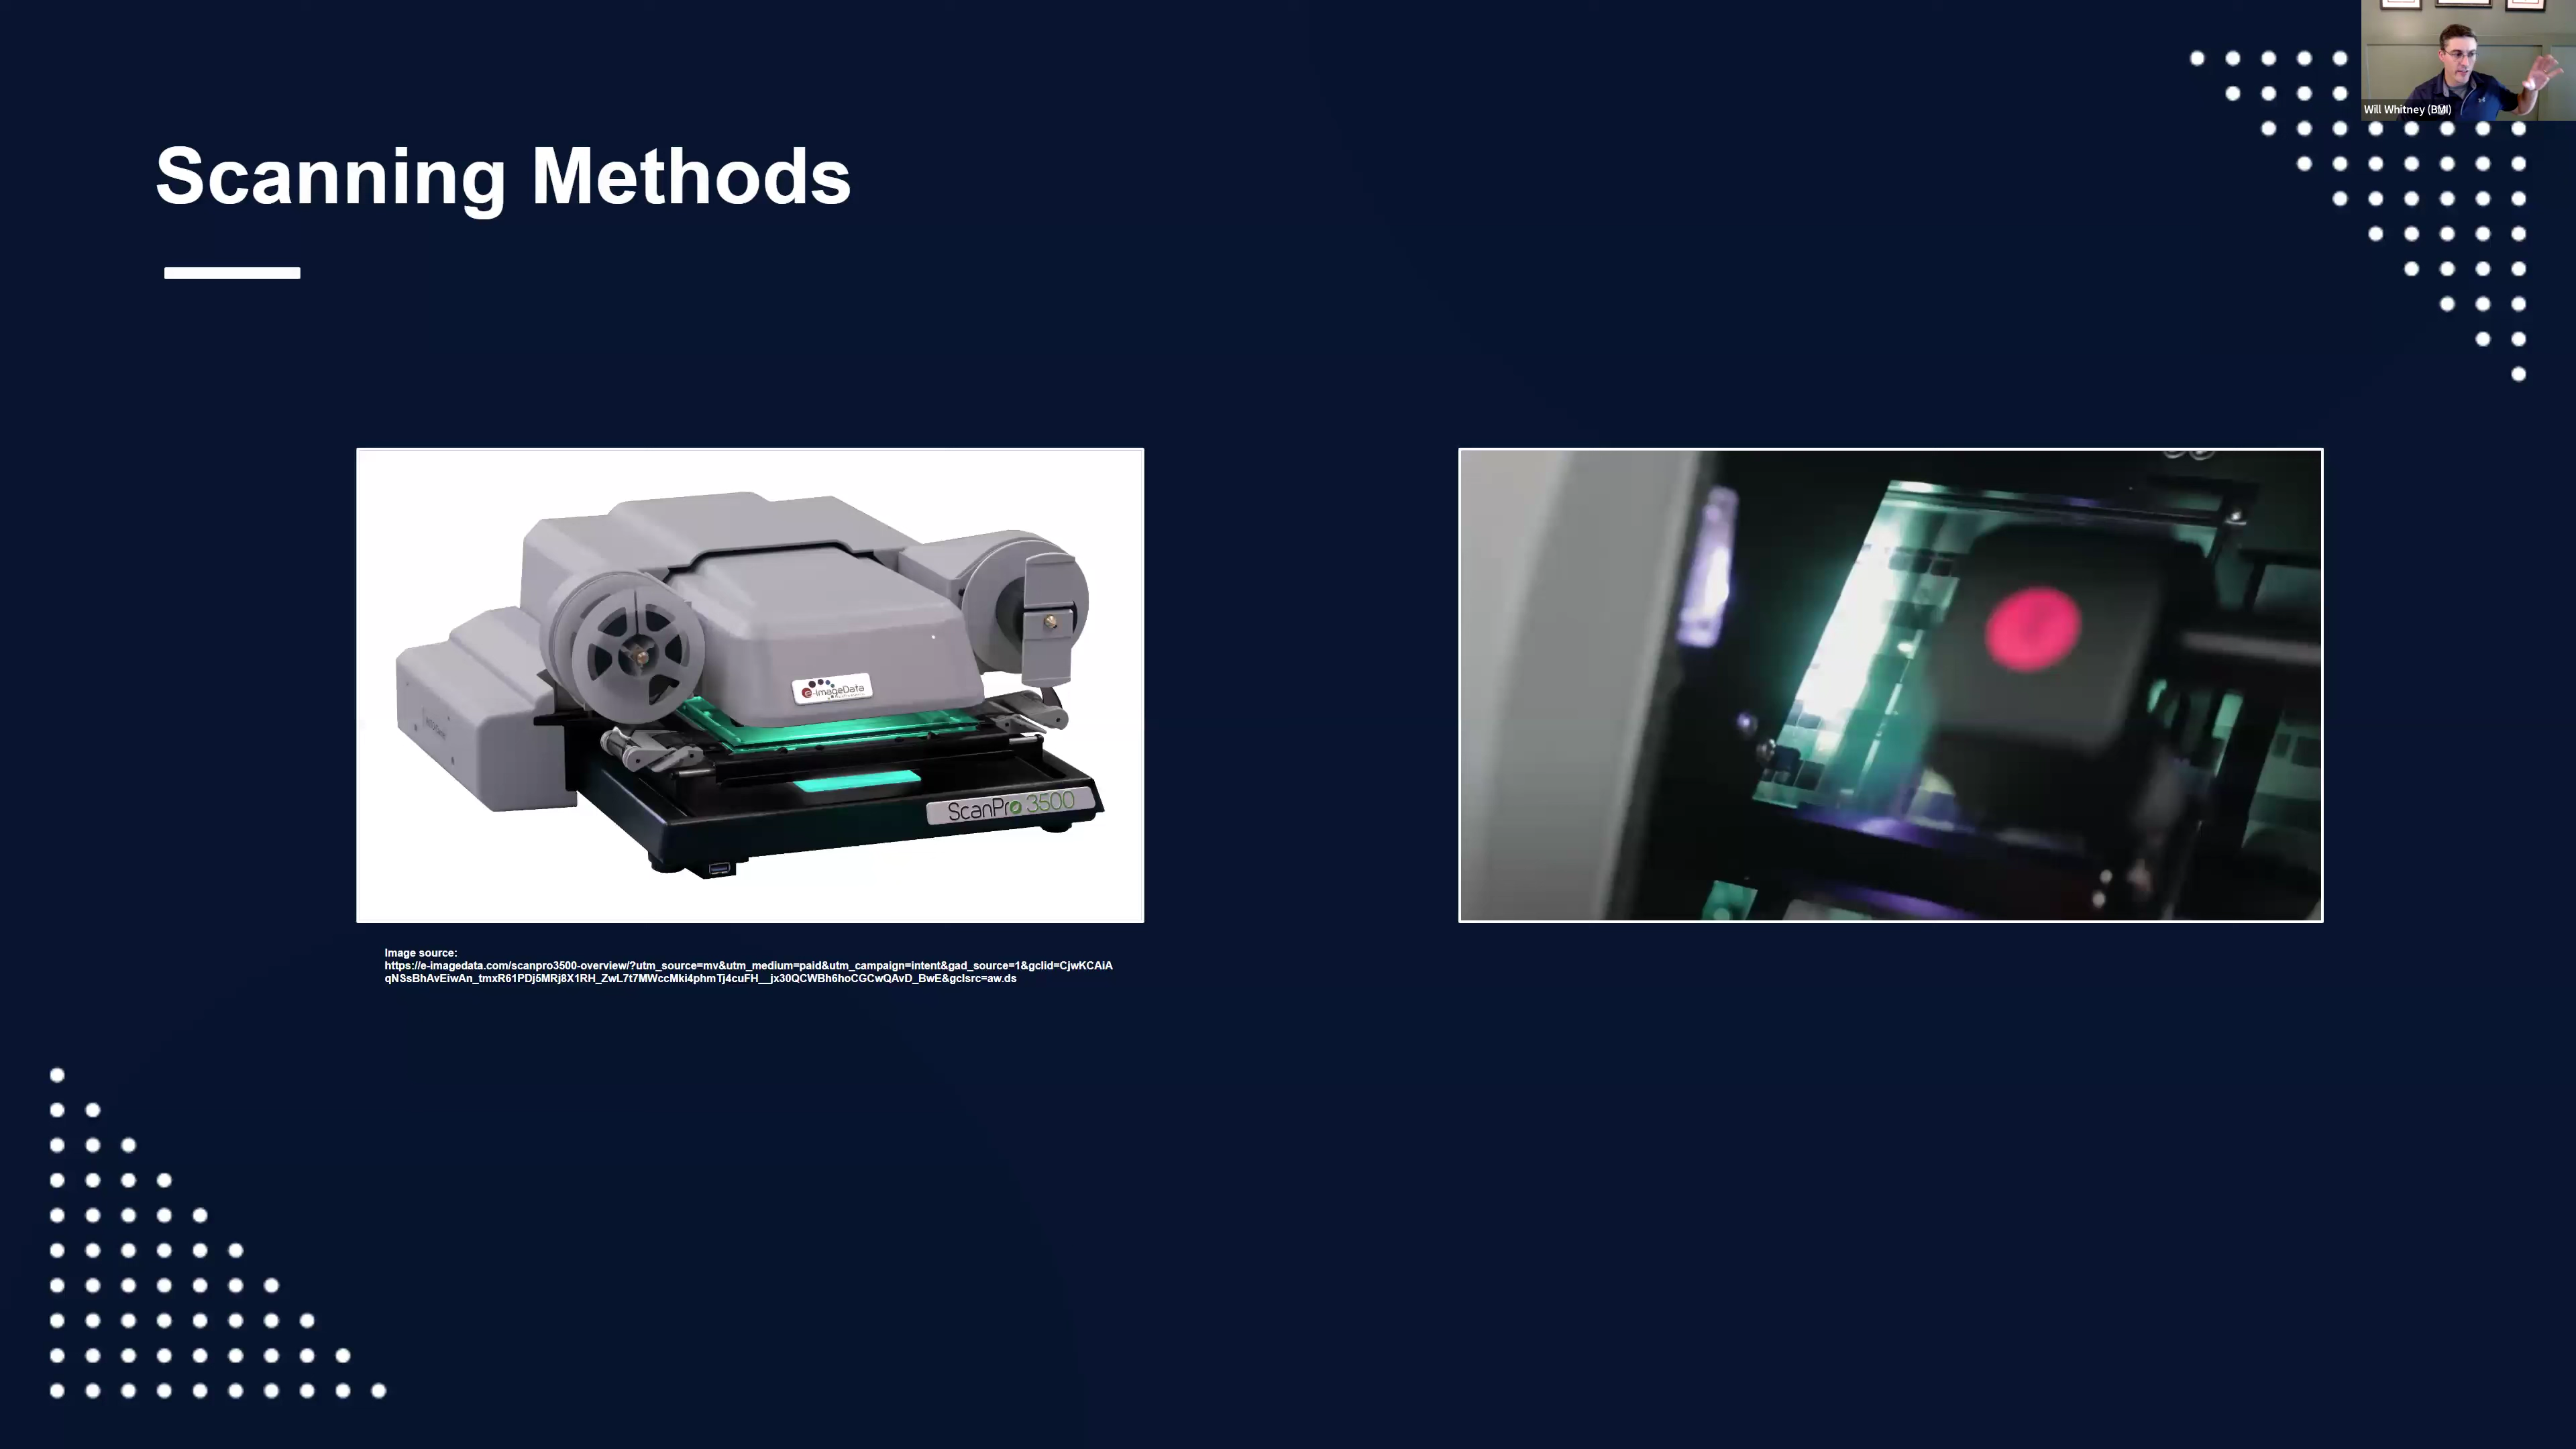 Will Whitney (BMI)
Scanning Methods
e-ImageData
ScanPro 3500
Image source:
https://e-imagedata.com/scanpro3500-overview/?utm_source=mv&utm_medium=paid&utm_campaign=intent&gad_source=1&gclid=CjwKCAiA
qNSsBhAvEiwAn_tmxR61PDj5MRj8X1RH_ZwL7t7MWccMki4phmTj4cuFH__jx30QCWBh6hoCGCwQAvD_BwE&gclsrc=aw.ds